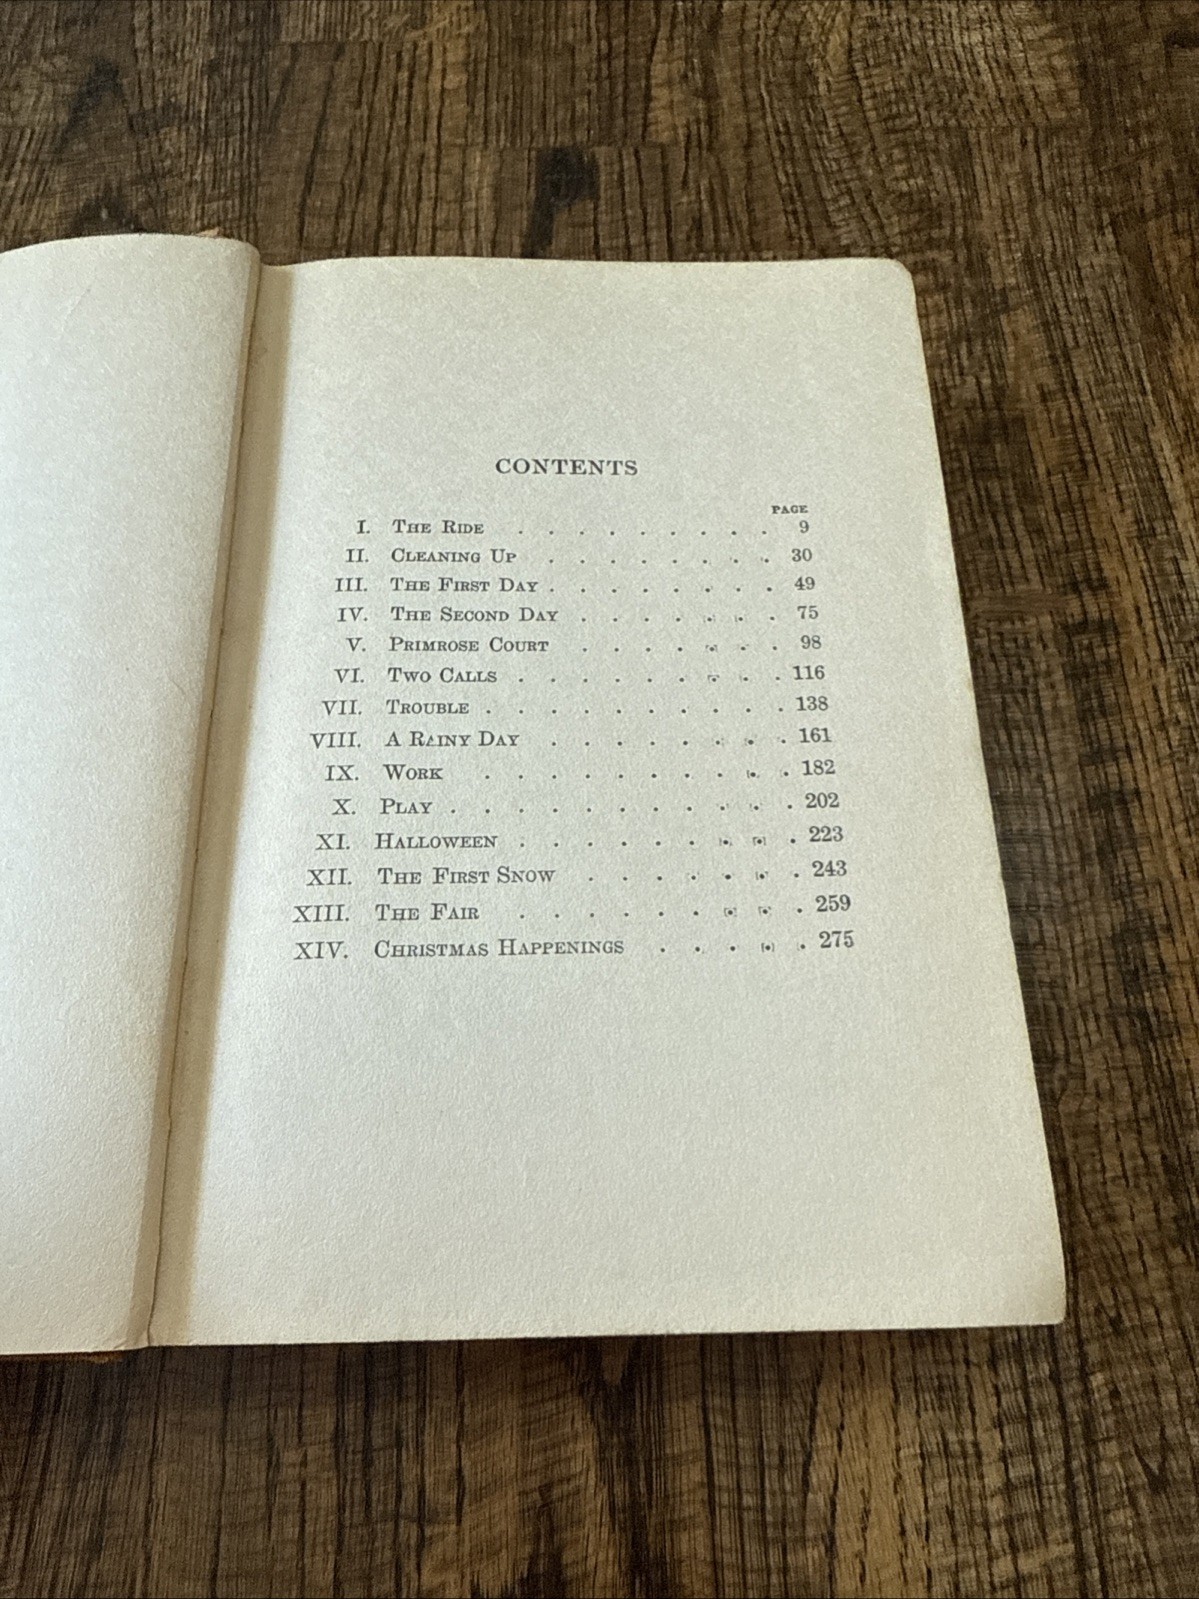 CONTENTS
PAGE
I. THE RIDE . . . . . . . . . 9
II. CLEANING UP . . . . . . . . 30
III. THE FIRST DAY . . . . . . . . 49
IV. THE SECOND DAY . . . . . . . 75
V. PRIMROSE COURT . . . . . . . 98
VI. TWO CALLS . . . . . . . . . 116
VII. TROUBLE . . . . . . . . . . 138
VIII. A RAINY DAY . . . . . . . . 161
IX. WORK . . . . . . . . . . 182
X. PLAY . . . . . . . . . . . 202
XI. HALLOWEEN . . . . . . . . . 223
XII. THE FIRST SNOW . . . . . . . 243
XIII. THE FAIR . . . . . . . . . 259
XIV. CHRISTMAS HAPPENINGS . . . . . 275